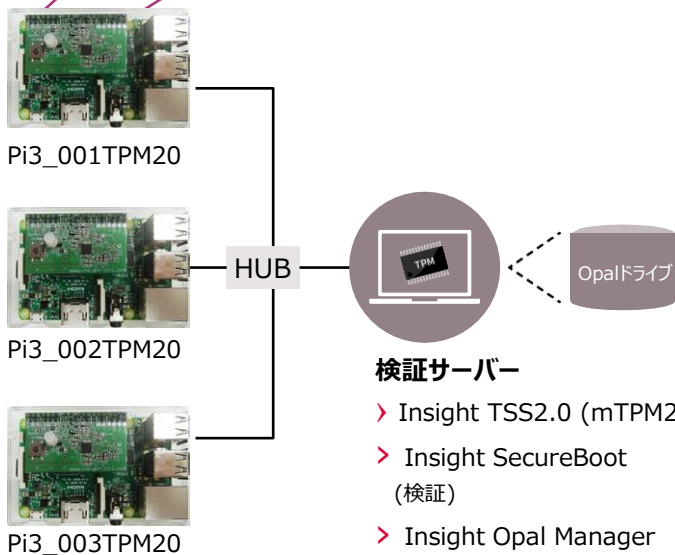 Pi3_001TPM20
Pi3_002TPM20
HUB
TPM
Opalドライブ
検証サーバー
Insight TSS2.0 (mTPM2
Insight SecureBoot
(検証)
Insight Opal Manager
Pi3_003TPM20